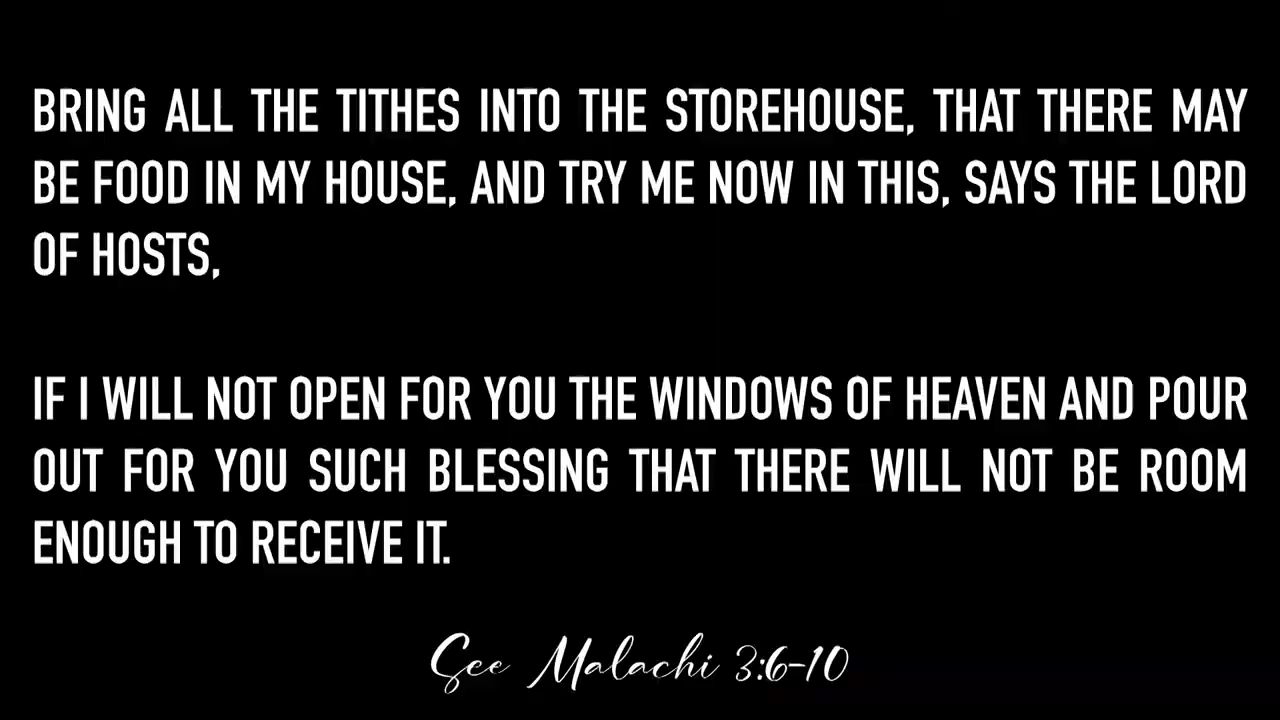 BRING ALL THE TITHES INTO THE STOREHOUSE, THAT THERE MAY
BE FOOD IN MY HOUSE, AND TRY ME NOW IN THIS, SAYS THE LORD
OF HOSTS,
IF I WILL NOT OPEN FOR YOU THE WINDOWS OF HEAVEN AND POUR
OUT FOR YOU SUCH BLESSING THAT THERE WILL NOT BE ROOM
ENOUGH TO RECEIVE IT.
See Malachi 3:6-10